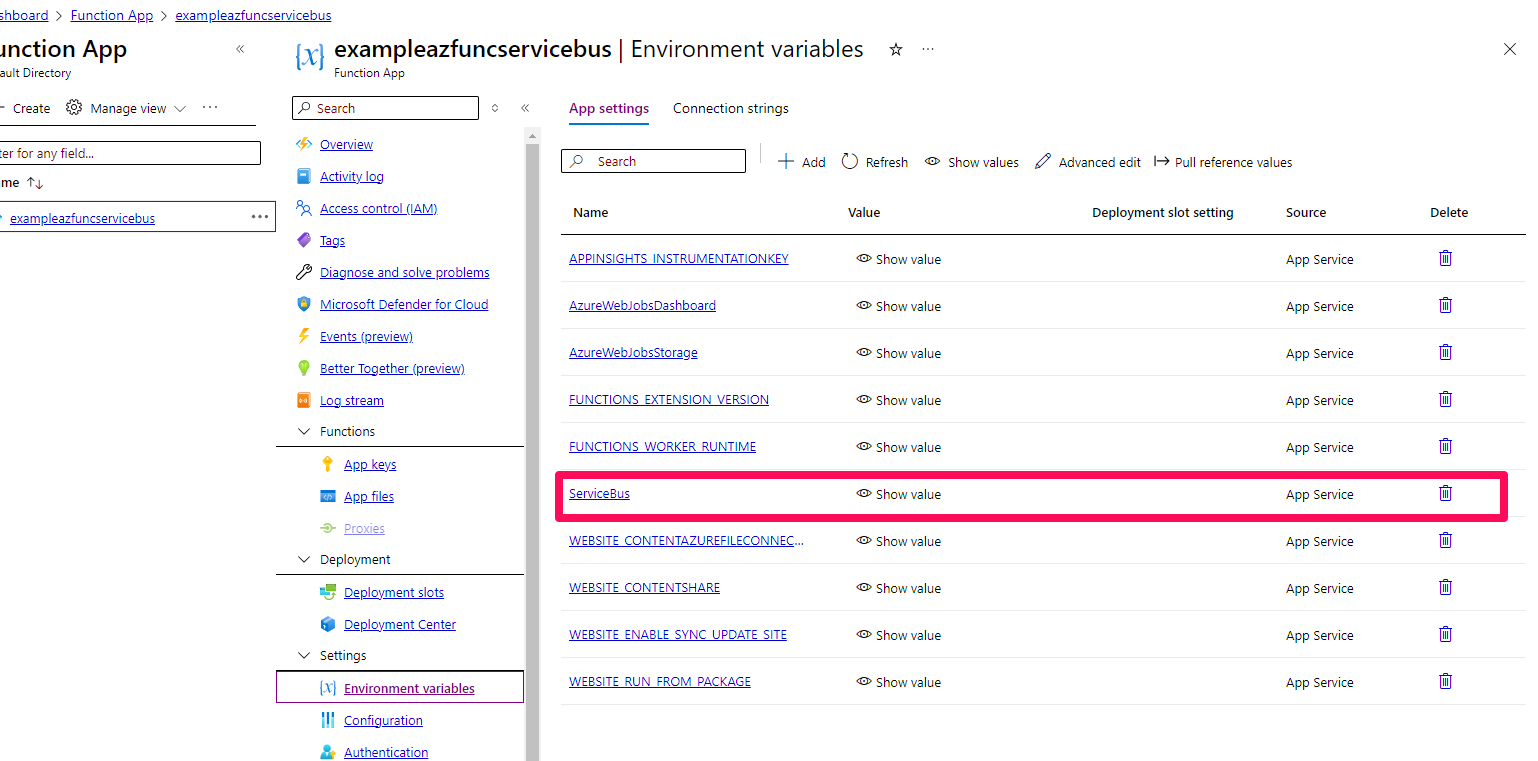 shboard > Function App > exampleazfuncservicebus
unction App
ault Directory
Create Manage view ...
ter for any field...
me
exampleazfuncservicebus ...
exampleazfuncservicebus | Environment variables
Function App
Search
Overview
Activity log
Access control (IAM)
Tags
Diagnose and solve problems
Microsoft Defender for Cloud
Events (preview)
Better Together (preview)
Log stream
Functions
App keys
App files
Proxies
Deployment
Deployment slots
Deployment Center
Settings
Environment variables
Configuration
Authentication
App settings Connection strings
Search
Add Refresh Show values Advanced edit Pull reference values
Name Value Deployment slot setting Source Delete
APPINSIGHTS_INSTRUMENTATIONKEY Show value App Service
AzureWebJobsDashboard Show value App Service
AzureWebJobsStorage Show value App Service
FUNCTIONS_EXTENSION_VERSION Show value App Service
FUNCTIONS_WORKER_RUNTIME Show value App Service
ServiceBus Show value App Service
WEBSITE_CONTENTAZUREFILECONNEC... Show value App Service
WEBSITE_CONTENTSHARE Show value App Service
WEBSITE_ENABLE_SYNC_UPDATE_SITE Show value App Service
WEBSITE_RUN_FROM_PACKAGE Show value App Service